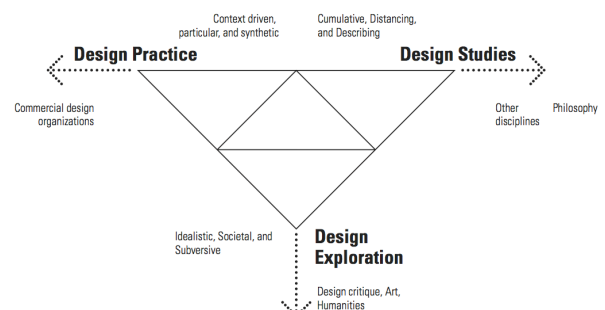 Context driven,
particular, and synthetic
Cumulative, Distancing,
and Describing
Design Practice
Design Studies
Commercial design
organizations
Other
disciplines
Philosophy
Idealistic, Societal, and
Subversive
Design
Exploration
Design critique, Art,
Humanities